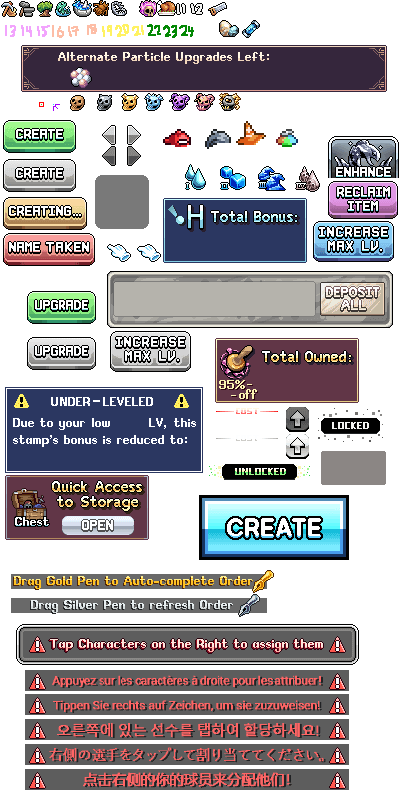 11 12
13 14 15 16 17 18 19 20 21 22 23 24
Alternate Particle Upgrades Left:
CREATE
CREATE
CREATING...
NAME TAKEN
ENHANCE
RECLAIM
ITEM
INCREASE
MAX LV.
H Total Bonus:
DEPOSIT
ALL
UPGRADE
UPGRADE
INCREASE
MAX LV.
Total Owned:
95%-
-off
UNDER-LEVELED
Due to your low LV, this
stamp's bonus is reduced to:
LOCKED
UNLOCKED
Quick Access
to Storage
Chest
OPEN
CREATE
Drag Gold Pen to Auto-complete Order
Drag Silver Pen to refresh Order
Tap Characters on the Right to assign them
Appuyez sur les caractères à droite pour les attribuer!
Tippen Sie rechts auf Zeichen, um sie zuzuweisen!
오른쪽에 있는 선수를 탭하여 할당하세요!
右側の選手をタップして割り当ててください。
点击右侧的你的球员来分配他们!